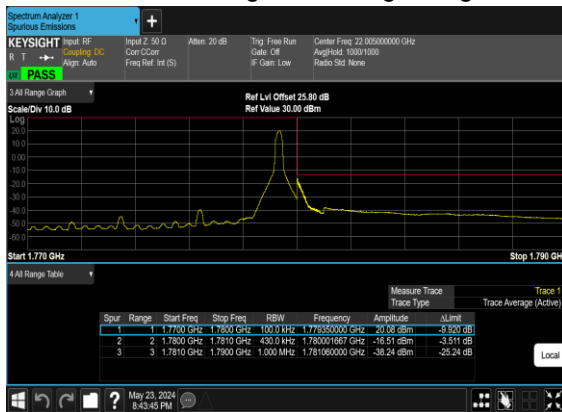 Spectrum Analyzer 1
Spurious Emissions
KEYSIGHT Input: RF Input Z: 50 Ω Atten: 20 dB Trig: Free Run Center Freq: 22.005000000 GHz
R T Coupling: DC Corr CCorr Gate: Off Avg|Hold: 1000/1000
Align: Auto Freq Ref: Int (S) IF Gain: Low Radio Std: None
PASS
3 All Range Graph
Ref Lvl Offset 25.80 dB
Scale/Div 10.0 dB Ref Value 30.00 dBm
Log
20.0
10.0
0.00
-10.0
-20.0
-30.0
-40.0
-50.0
-60.0
Start 1.770 GHz Stop 1.790 GH
4 All Range Table
Measure Trace Trace 1
Trace Type Trace Average (Active)
Spur Range Start Freq Stop Freq RBW Frequency Amplitude ΔLimit
1 1 1.7700 GHz 1.7800 GHz 100.0 kHz 1.779350000 GHz 20.08 dBm -9.920 dB
2 2 1.7800 GHz 1.7810 GHz 430.0 kHz 1.780001667 GHz -16.51 dBm -3.511 dB
3 3 1.7810 GHz 1.7900 GHz 1.000 MHz 1.781060000 GHz -38.24 dBm -25.24 dB
Local
?
May 23, 2024
8:43:45 PM